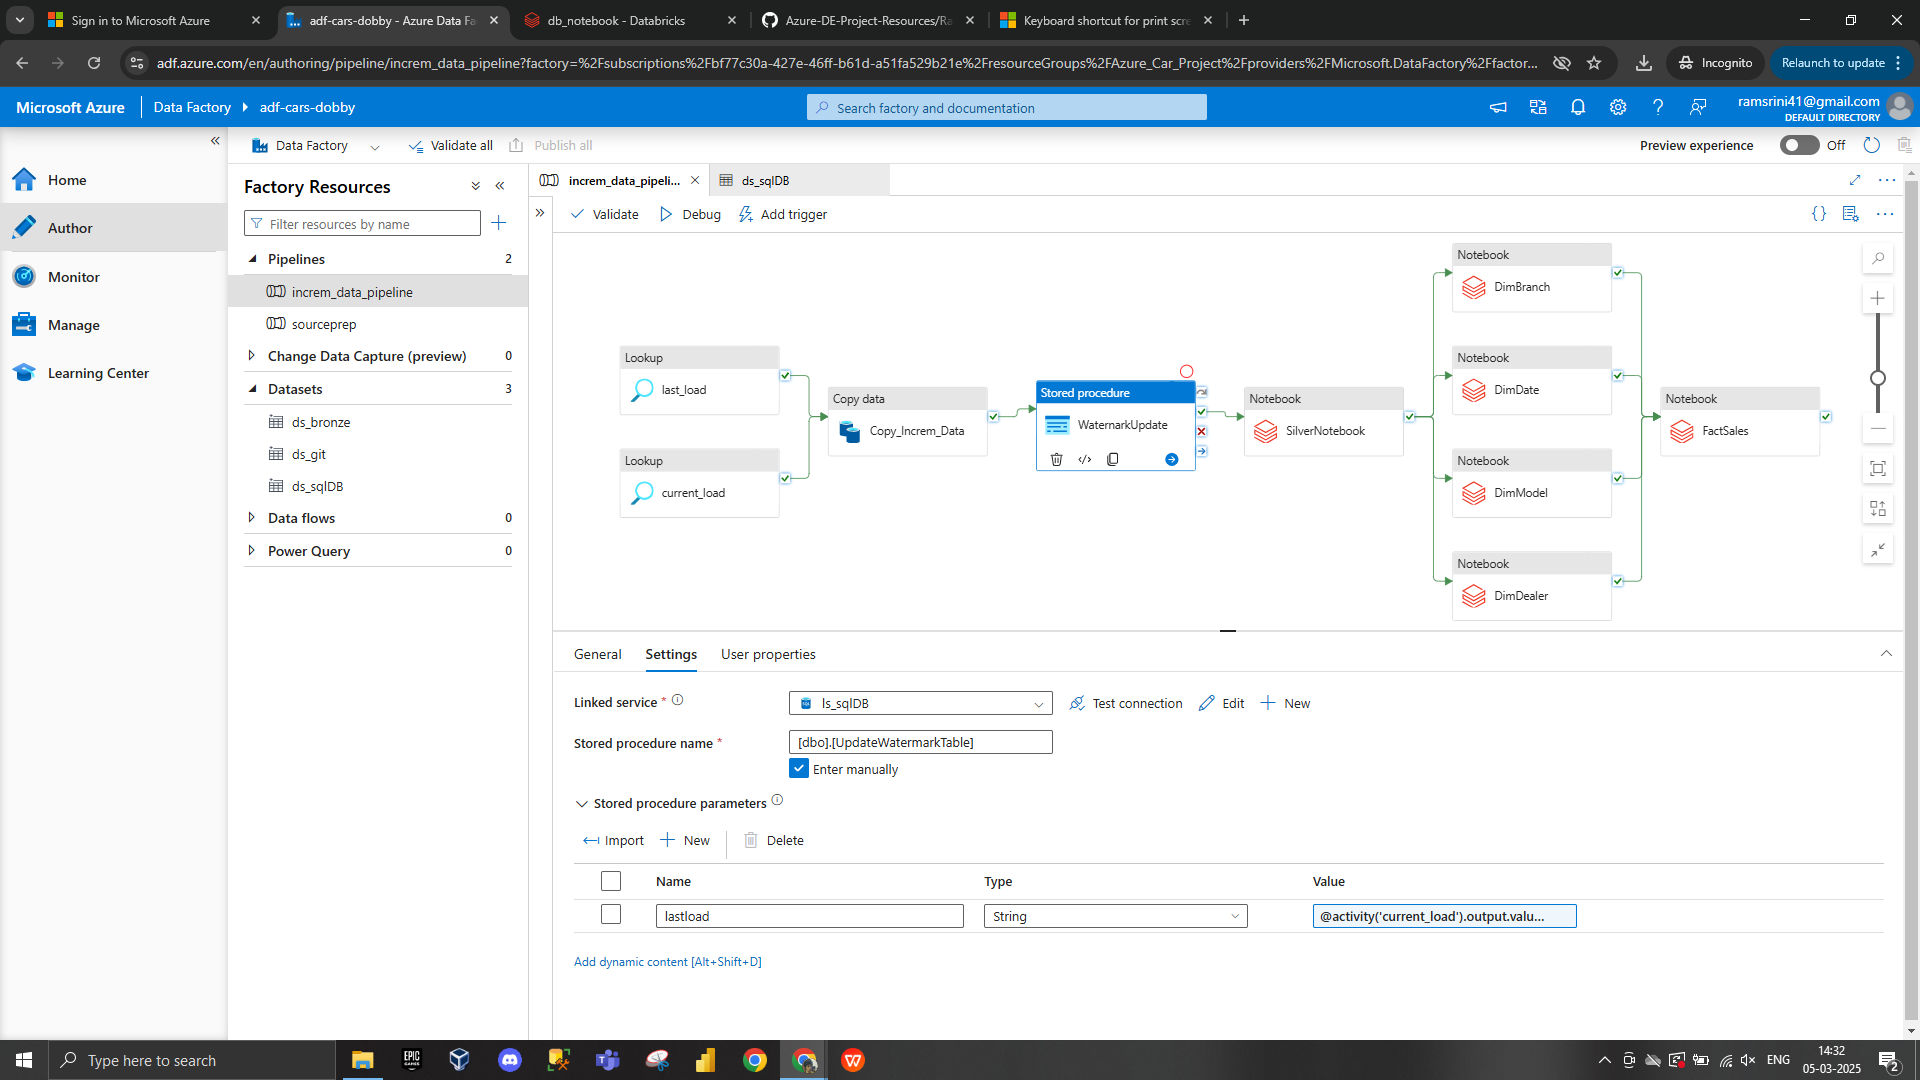 Sign in to Microsoft Azure
adf-cars-dobby - Azure Data Fa
db_notebook - Databricks
Azure-DE-Project-Resources/Ra
Keyboard shortcut for print scre
adf.azure.com/en/authoring/pipeline/increm_data_pipeline?factory=%2Fsubscriptions%2Fbf77c30a-427e-46ff-b61d-a51fa529b21e%2FresourceGroups%2FAzure_Car_Project%2Fproviders%2FMicrosoft.DataFactory%2Ffactor...
Incognito
Relaunch to update
Microsoft Azure
Data Factory
adf-cars-dobby
Search factory and documentation
ramsrini41@gmail.com
DEFAULT DIRECTORY
Data Factory
Validate all
Publish all
Preview experience
Off
Home
Author
Monitor
Manage
Learning Center
Factory Resources
Filter resources by name
Pipelines 2
increm_data_pipeline
sourceprep
Change Data Capture (preview) 0
Datasets 3
ds_bronze
ds_git
ds_sqlDB
Data flows 0
Power Query 0
increm_data_pipeli...
ds_sqlDB
Validate
Debug
Add trigger
Lookup
last_load
Lookup
current_load
Copy data
Copy_Increm_Data
Stored procedure
WaternarkUpdate
Notebook
SilverNotebook
Notebook
DimBranch
Notebook
DimDate
Notebook
DimModel
Notebook
DimDealer
Notebook
FactSales
General
Settings
User properties
Linked service *
ls_sqlDB
Test connection
Edit
New
Stored procedure name *
[dbo].[UpdateWatermarkTable]
Enter manually
Stored procedure parameters
Import
New
Delete
Name Type Value
lastload String @activity('current_load').output.valu...
Add dynamic content [Alt+Shift+D]
Type here to search
EPIC GAMES
ENG
14:32
05-03-2025
2